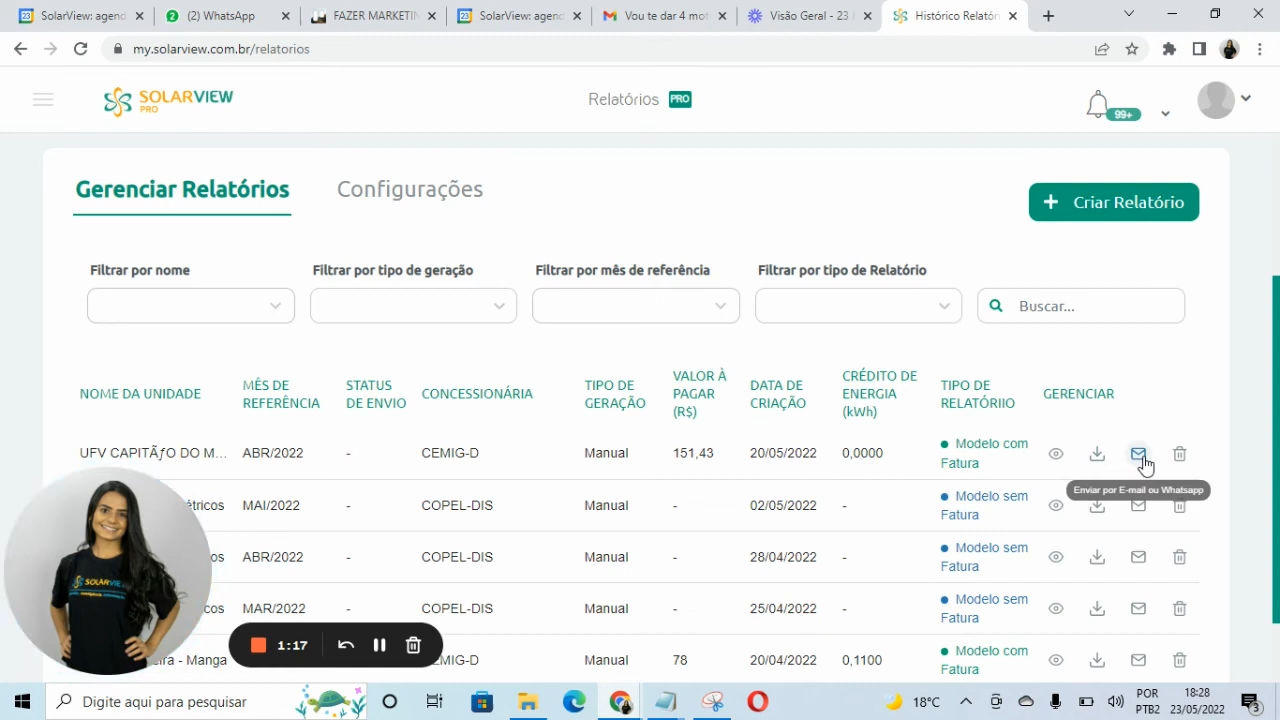 SolarView: agend
(2) WhatsApp
FAZER MARKETIN
SolarView: agend
Vou te dar 4 mot
Visão Geral - 23
Histórico Relatór
my.solarview.com.br/relatorios
SOLARVIEW
PRO
Relatórios PRO
99+
Gerenciar Relatórios
Configurações
+ Criar Relatório
Filtrar por nome
Filtrar por tipo de geração
Filtrar por mês de referência
Filtrar por tipo de Relatório
Buscar...
NOME DA UNIDADE
MÊS DE REFERÊNCIA
STATUS DE ENVIO
CONCESSIONÁRIA
TIPO DE GERAÇÃO
VALOR À PAGAR (R$)
DATA DE CRIAÇÃO
CRÉDITO DE ENERGIA (kWh)
TIPO DE RELATÓRIIO
GERENCIAR
UFV CAPITÃƒO DO M... ABR/2022 - CEMIG-D Manual 151,43 20/05/2022 0,0000 Modelo com Fatura
Enviar por E-mail ou Whatsapp
étricos MAI/2022 - COPEL-DIS Manual - 02/05/2022 - Modelo sem Fatura
os ABR/2022 - COPEL-DIS Manual - 28/04/2022 - Modelo sem Fatura
icos MAR/2022 - COPEL-DIS Manual - 25/04/2022 - Modelo sem Fatura
ira - Manga EMIG-D Manual 78 20/04/2022 0,1100 Modelo com Fatura
SOLARVIEW
1:17
Digite aqui para pesquisar
18°C
POR
PTB2
18:28
23/05/2022
3